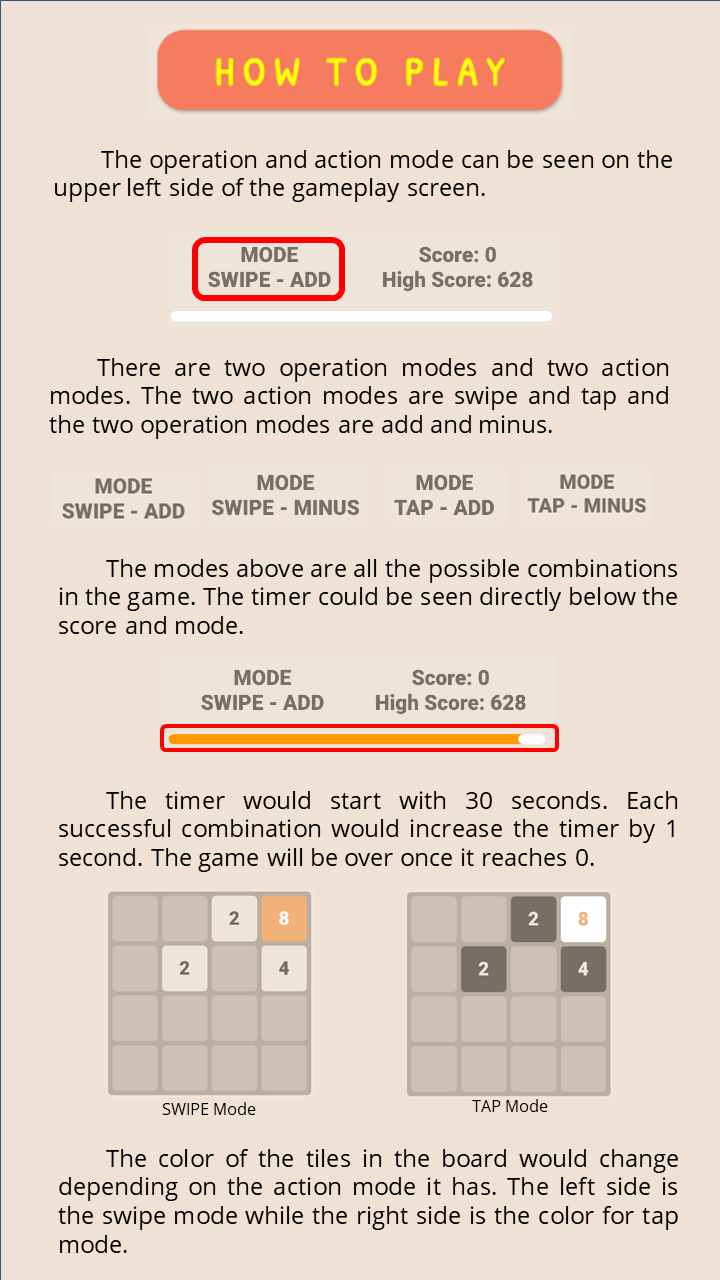 HOW TO PLAY
The operation and action mode can be seen on the
upper left side of the gameplay screen.
MODE
SWIPE - ADD
Score: 0
High Score: 628
There are two operation modes and two action
modes. The two action modes are swipe and tap and
the two operation modes are add and minus.
MODE
SWIPE - ADD
MODE
SWIPE - MINUS
MODE
TAP - ADD
MODE
TAP - MINUS
The modes above are all the possible combinations
in the game. The timer could be seen directly below the
score and mode.
MODE
SWIPE - ADD
Score: 0
High Score: 628
The timer would start with 30 seconds. Each
successful combination would increase the timer by 1
second. The game will be over once it reaches 0.
2 8
2 4
SWIPE Mode
2 8
2 4
TAP Mode
The color of the tiles in the board would change
depending on the action mode it has. The left side is
the swipe mode while the right side is the color for tap
mode.